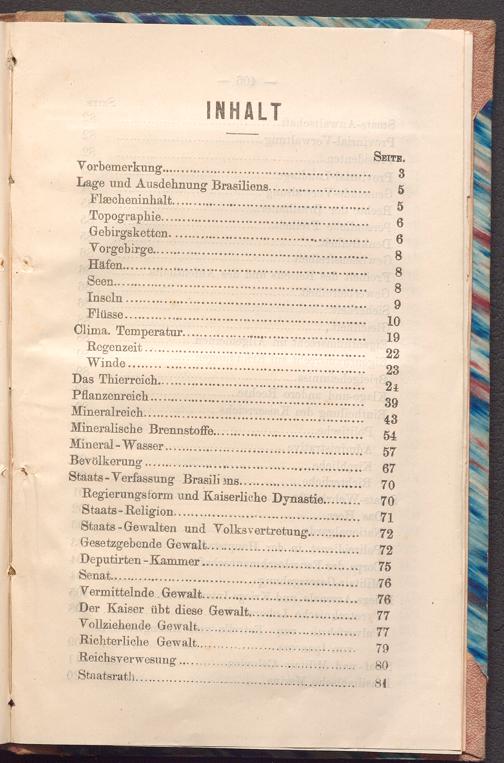 INHALT
SEITE.
Vorbemerkung 3
Lage und Ausdehnung Brasiliens 5
Flæcheninhalt 5
Topographie 6
Gebirgsketten 6
Vorgebirge 8
Häfen 8
Seen 8
Inseln 9
Flüsse 10
Clima. Temperatur 19
Regenzeit 22
Winde 23
Das Thierreich 24
Pflanzenreich 39
Mineralreich 43
Mineralische Brennstoffe 54
Mineral-Wasser 57
Bevölkerung 67
Staats-Verfassung Brasiliens 70
Regierungsform und Kaiserliche Dynastie 70
Staats-Religion 71
Staats-Gewalten und Volksvertretung 72
Gesetzgebende Gewalt 72
Deputirten-Kammer 75
Senat 76
Vermittelnde Gewalt 76
Der Kaiser übt diese Gewalt 77
Vollziehende Gewalt 77
Richterliche Gewalt 79
Reichsverwesung 80
Staatsrath 81